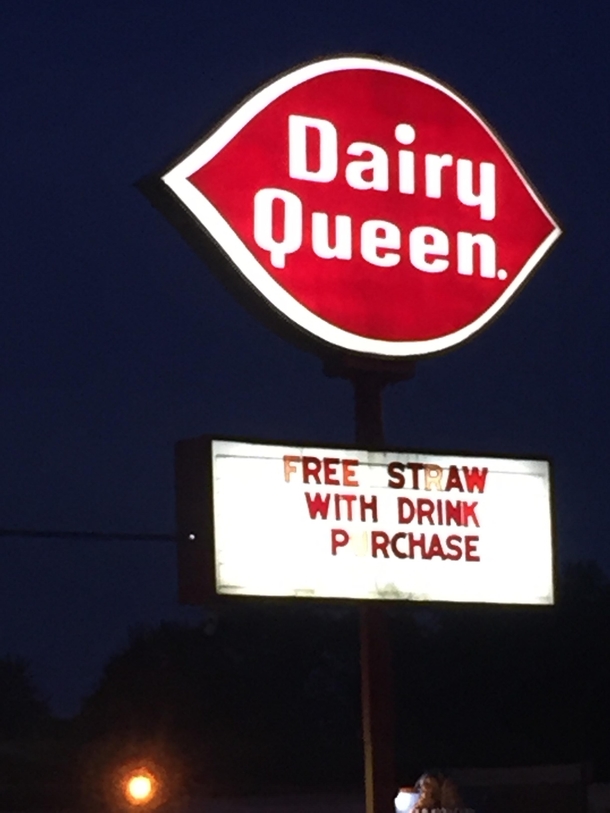 Dairy
Queen.
FREE STRAW
WITH DRINK
P RCHASE